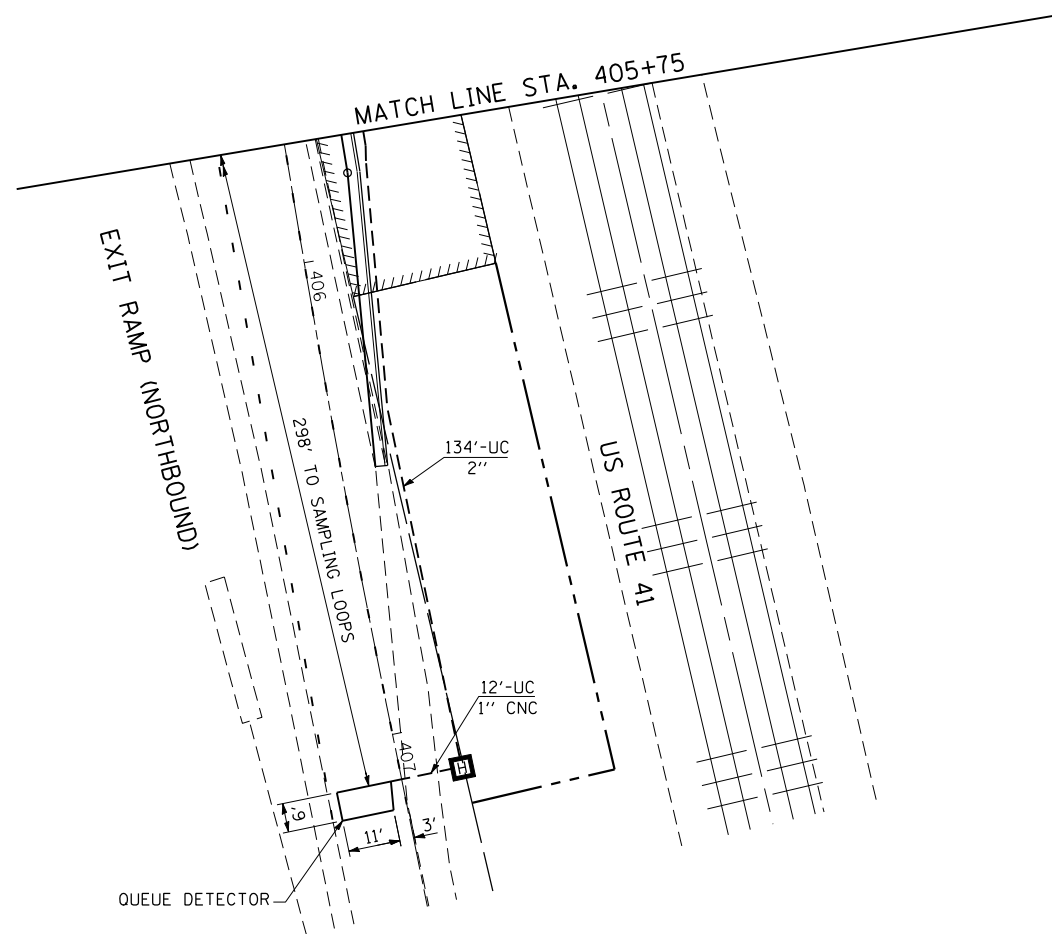 MATCH LINE STA. 405+75
EXIT RAMP (NORTHBOUND)
406
298' TO SAMPLING LOOPS
134'-UC
2''
US ROUTE 41
12'-UC
1'' CNC
407
H
6'
11'
3'
QUEUE DETECTOR